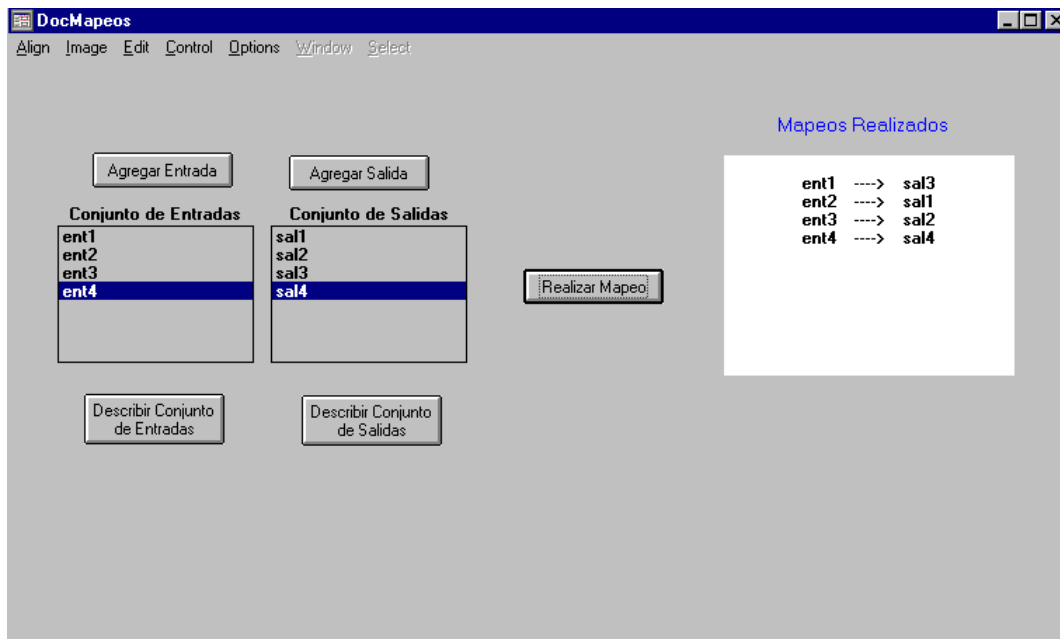 DocMapeos
Align Image Edit Control Options Window Select
Mapeos Realizados
Agregar Entrada
Agregar Salida
Conjunto de Entradas
ent1
ent2
ent3
ent4
Conjunto de Salidas
sal1
sal2
sal3
sal4
Realizar Mapeo
ent1 ----> sal3
ent2 ----> sal1
ent3 ----> sal2
ent4 ----> sal4
Describir Conjunto
de Entradas
Describir Conjunto
de Salidas